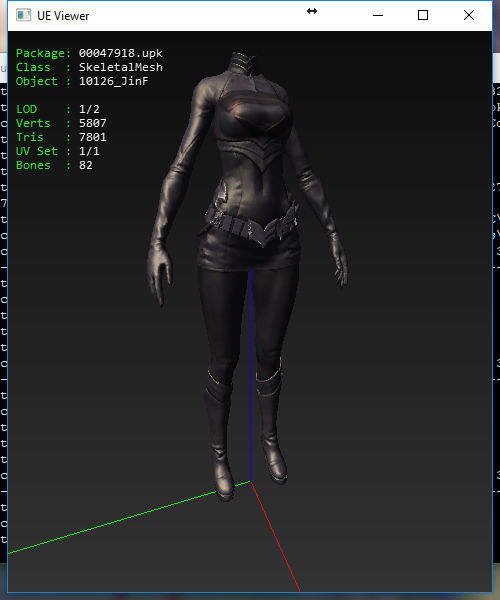 UE Viewer
Package: 00047918.upk
Class : SkeletalMesh
Object : 10126_JinF
LOD : 1/2
Verts : 5807
Tris : 7801
UV Set : 1/1
Bones : 82